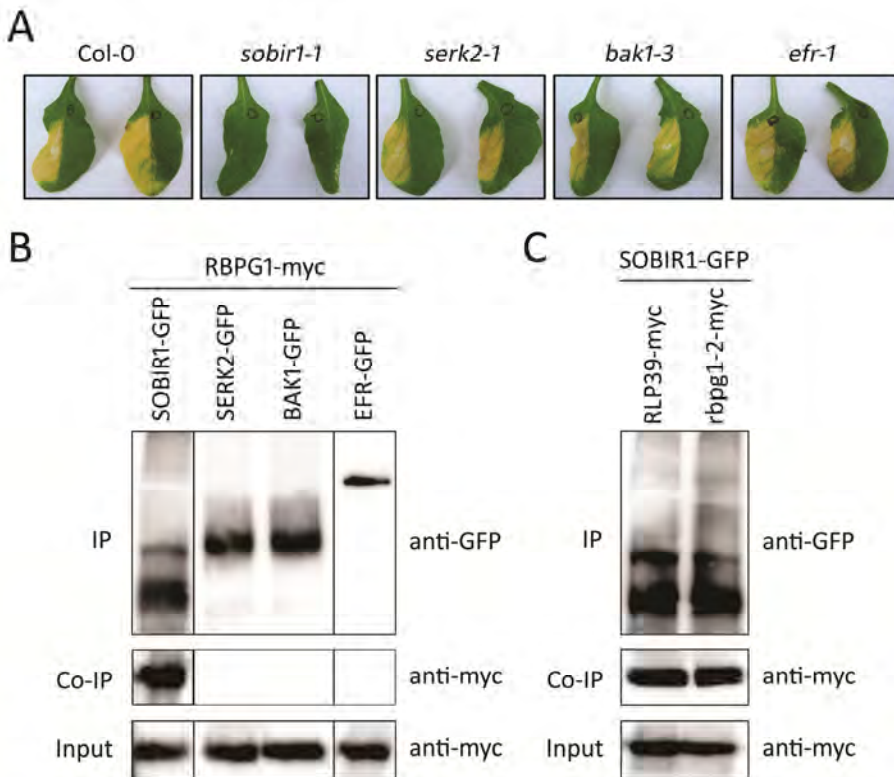 A
Col-0 sobir1-1 serk2-1 bak1-3 efr-1
B
RBPG1-myc
SOBIR1-GFP
SERK2-GFP
BAK1-GFP
EFR-GFP
IP anti-GFP
Co-IP anti-myc
Input anti-myc
C
SOBIR1-GFP
RLP39-myc
rbpg1-2-myc
IP anti-GFP
Co-IP anti-myc
Input anti-myc